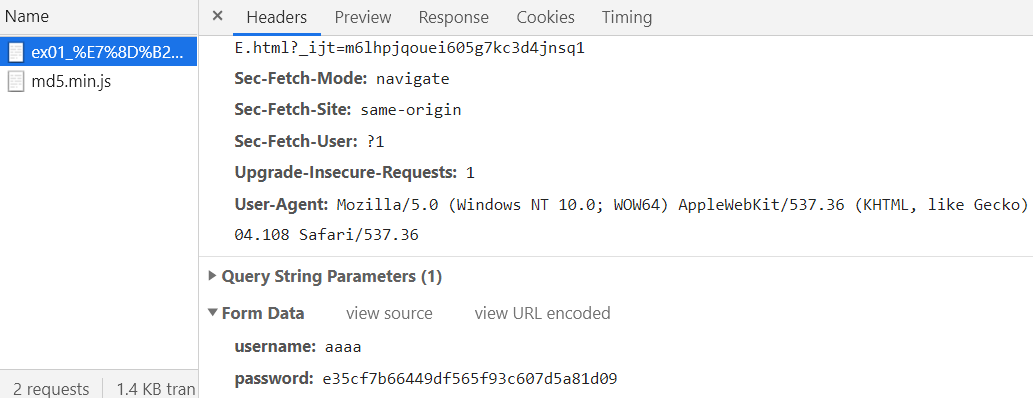 Name
× Headers Preview Response Cookies Timing
ex01_%E7%8D%B2...
md5.min.js
E.html?_ijt=m6lhpjqouei605g7kc3d4jnsq1
Sec-Fetch-Mode: navigate
Sec-Fetch-Site: same-origin
Sec-Fetch-User: ?1
Upgrade-Insecure-Requests: 1
User-Agent: Mozilla/5.0 (Windows NT 10.0; WOW64) AppleWebKit/537.36 (KHTML, like Gecko)
04.108 Safari/537.36
Query String Parameters (1)
Form Data view source view URL encoded
username: aaaa
password: e35cf7b66449df565f93c607d5a81d09
2 requests 1.4 KB tran